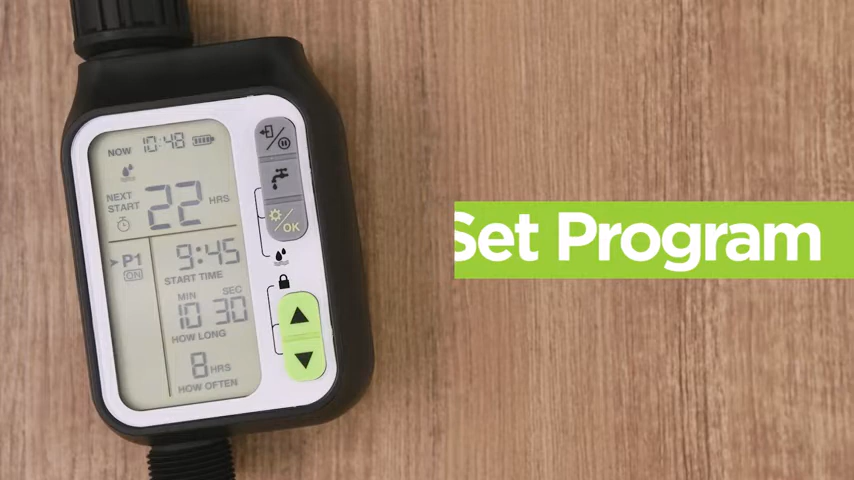 NOW 10:48
NEXT START 22 HRS
P1 ON
9:45
START TIME
MIN SEC
10 30
HOW LONG
8 HRS
HOW OFTEN
OK
Set Program